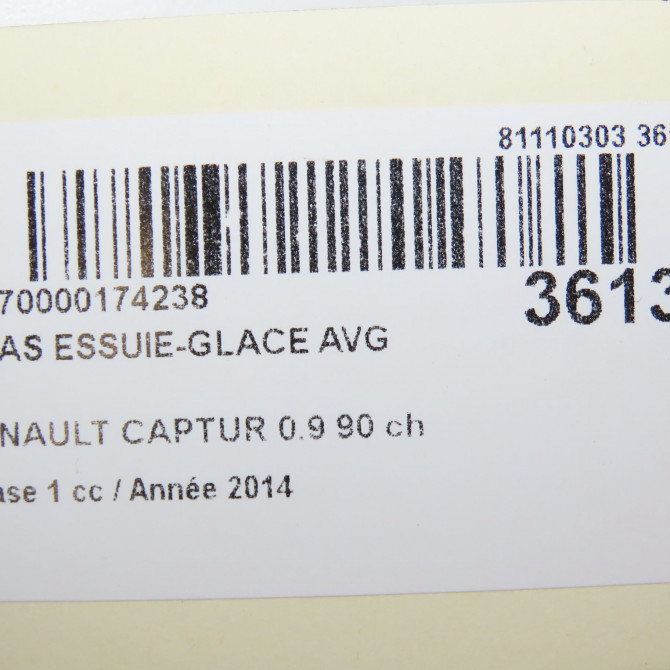 81110303 36
70000174238
3613
AS ESSUIE-GLACE AVG
NAULT CAPTUR 0.9 90 ch
ase 1 cc / Année 2014